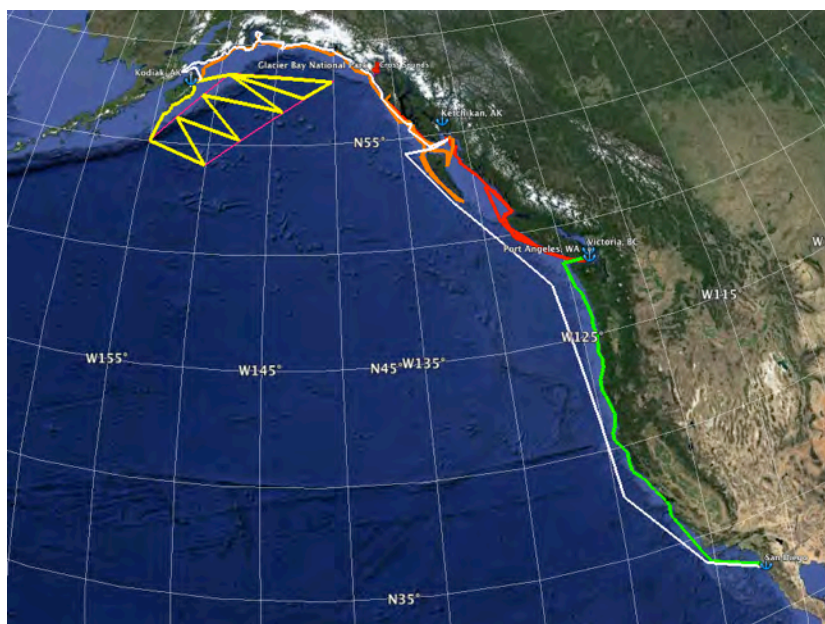 Kodiak, AK
Glacier Bay National Park
Cross Sounds
Ketchikan, AK
N55°
Port Angeles, WA
Victoria, BC
W
W115°
W125°
W155°
W145°
N45°
W135°
San Diego
N35°